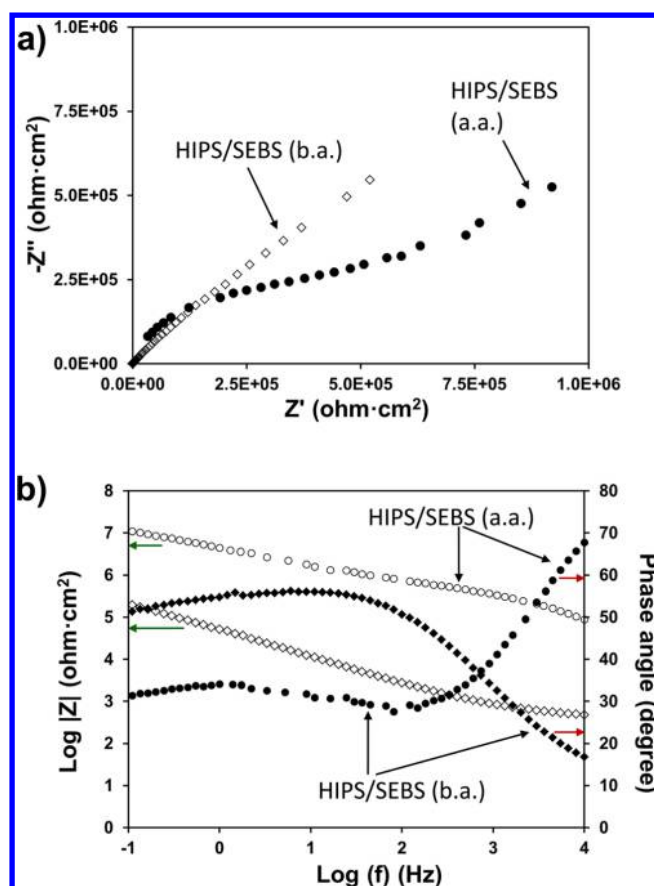 a)
1.0E+06
7.5E+05
5.0E+05
2.5E+05
0.0E+00
-Z'' (ohm·cm²)
HIPS/SEBS (b.a.)
HIPS/SEBS
(a.a.)
0.0E+00 2.5E+05 5.0E+05 7.5E+05 1.0E+06
Z' (ohm·cm²)
b)
8
7
6
5
4
3
2
1
0
Log |Z| (ohm·cm²)
HIPS/SEBS (a.a.)
HIPS/SEBS (b.a.)
80
70
60
50
40
30
20
10
0
Phase angle (degree)
-1 0 1 2 3 4
Log (f) (Hz)